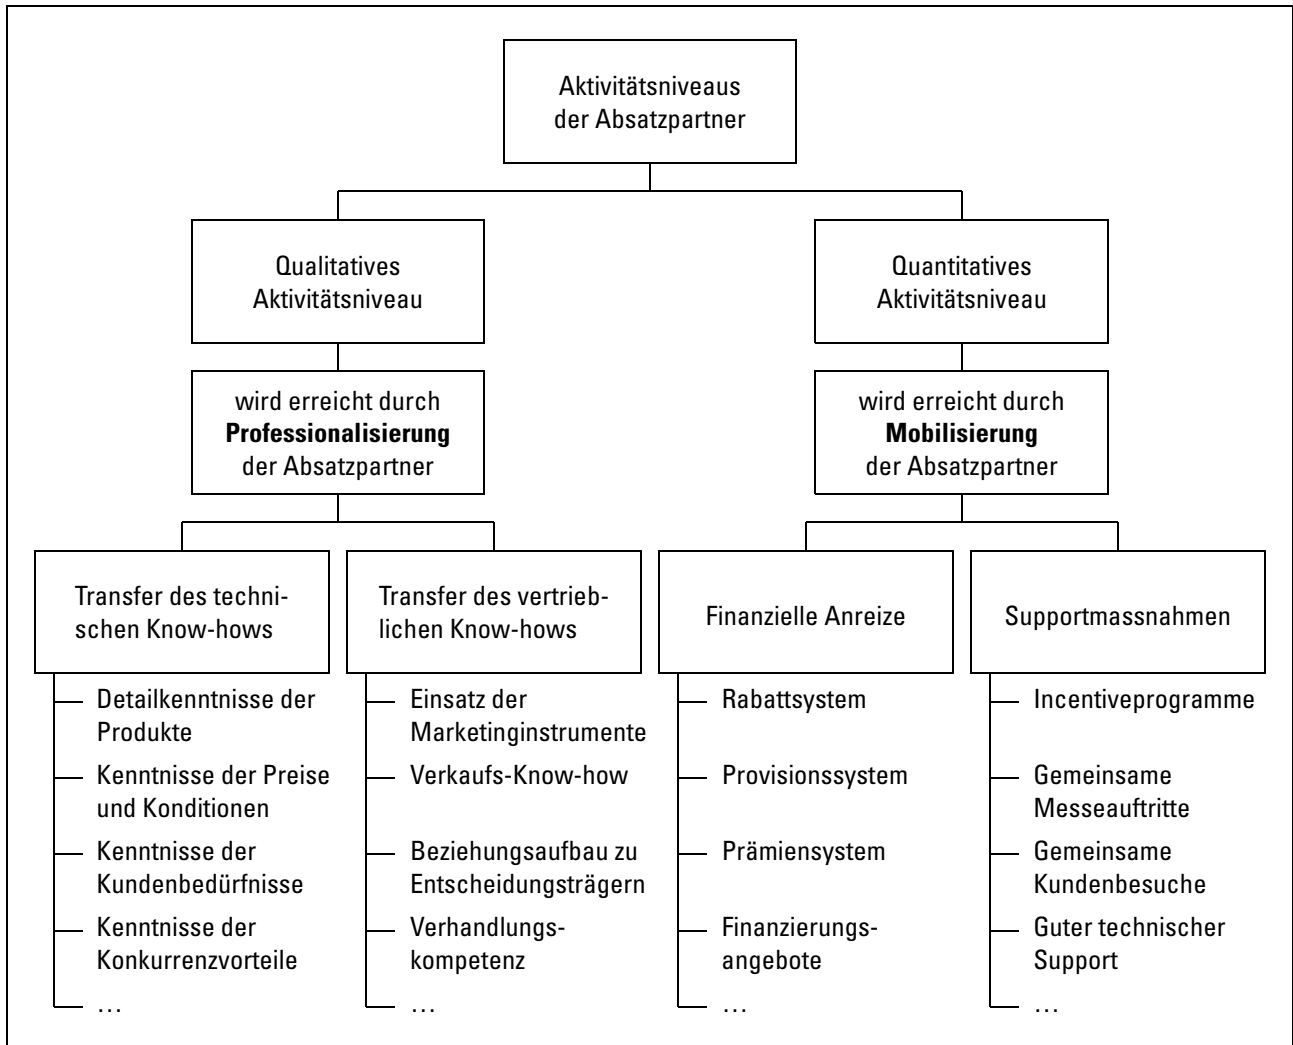 Aktivitätsniveaus
der Absatzpartner
Qualitatives
Aktivitätsniveau
Quantitatives
Aktivitätsniveau
wird erreicht durch
Professionalisierung
der Absatzpartner
wird erreicht durch
Mobilisierung
der Absatzpartner
Transfer des techni-
schen Know-hows
Detailkenntnisse der
Produkte
Kenntnisse der Preise
und Konditionen
Kenntnisse der
Kundenbedürfnisse
Kenntnisse der
Konkurrenzvorteile
…
Transfer des vertrieb-
lichen Know-hows
Einsatz der
Marketinginstrumente
Verkaufs-Know-how
Beziehungsaufbau zu
Entscheidungsträgern
Verhandlungs-
kompetenz
…
Finanzielle Anreize
Rabattsystem
Provisionssystem
Prämiensystem
Finanzierungs-
angebote
…
Supportmassnahmen
Incentiveprogramme
Gemeinsame
Messeauftritte
Gemeinsame
Kundenbesuche
Guter technischer
Support
…